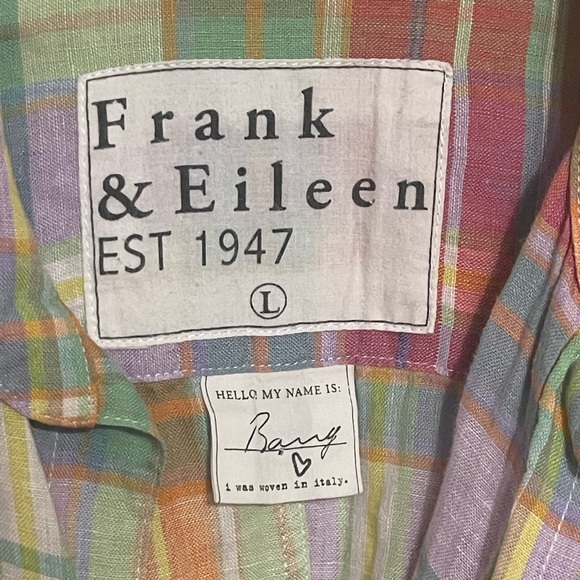 Frank
& Eileen
EST 1947
L
HELLO MY NAME IS:
Barry
i was woven in italy.